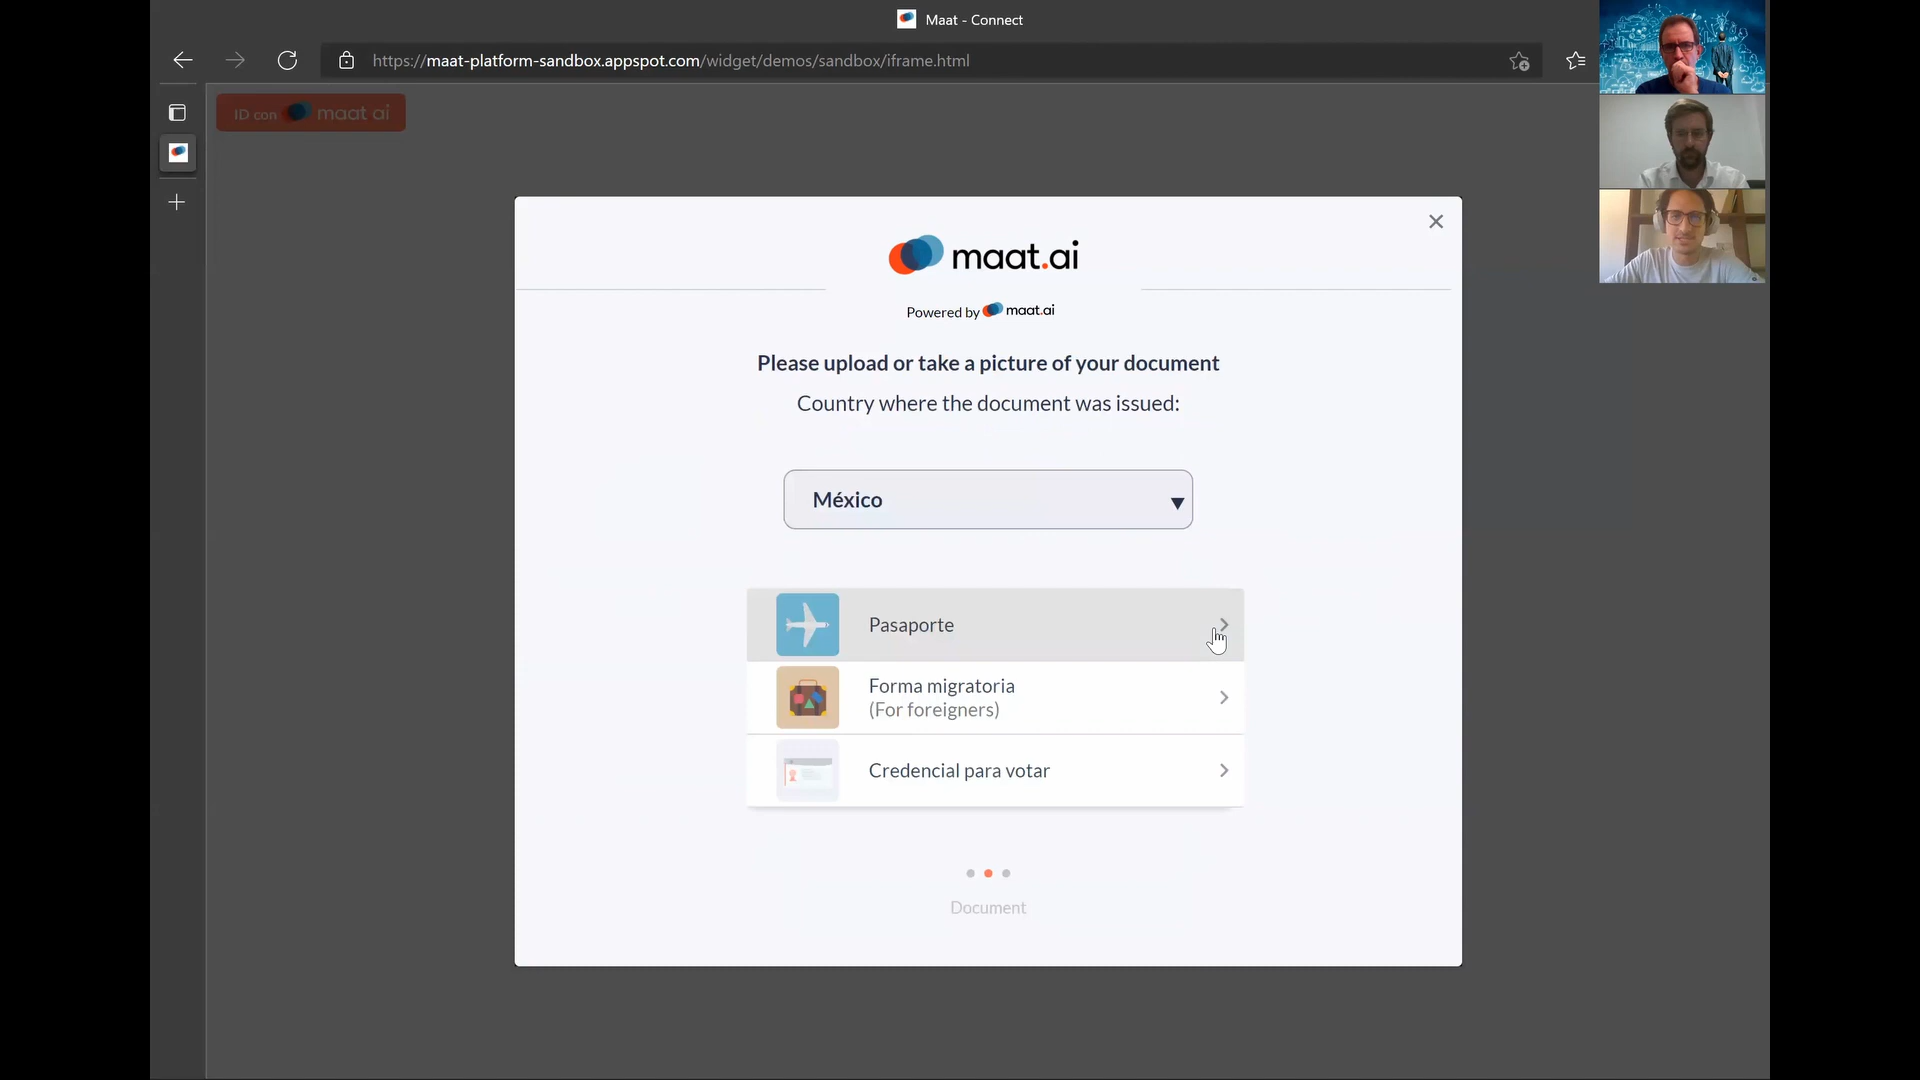 Maat - Connect
https://maat-platform-sandbox.appspot.com/widget/demos/sandbox/iframe.html
ID con maat ai
maat.ai
Powered by maat.ai
Please upload or take a picture of your document
Country where the document was issued:
México
Pasaporte
Forma migratoria
(For foreigners)
Credencial para votar
Document